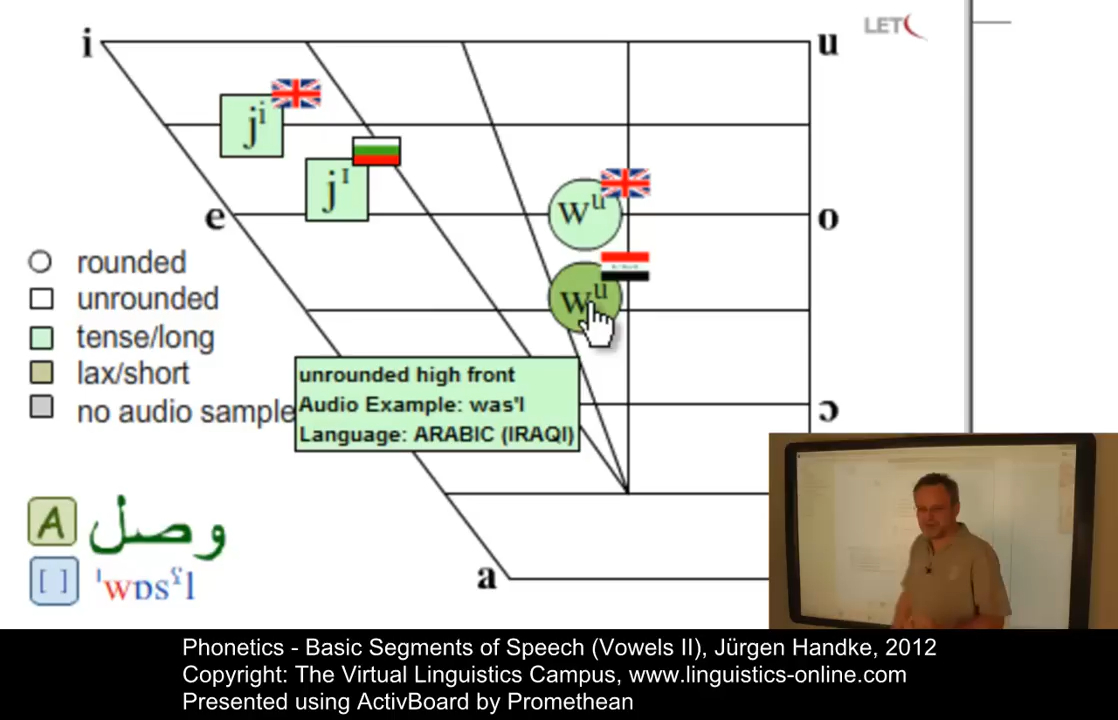 LET
i
u
jⁱ
jᶦ
e
wᵘ
o
wᵘ
rounded
unrounded
tense/long
lax/short
no audio sample
unrounded high front
Audio Example: was'l
Language: ARABIC (IRAQI)
ɔ
A وصل
[ ] ˈwɒsˤl
a
Phonetics - Basic Segments of Speech (Vowels II), Jürgen Handke, 2012
Copyright: The Virtual Linguistics Campus, www.linguistics-online.com
Presented using ActivBoard by Promethean